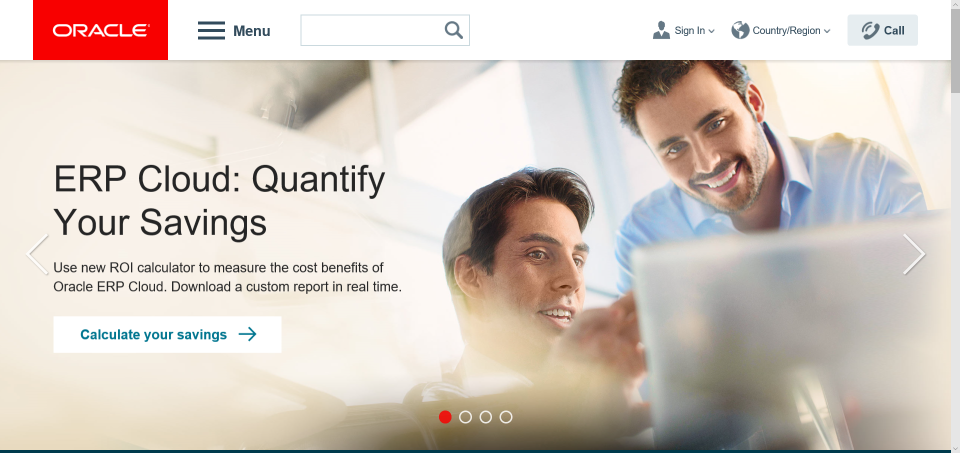 ORACLE
Menu
Sign In
Country/Region
Call
ERP Cloud: Quantify
Your Savings
Use new ROI calculator to measure the cost benefits of
Oracle ERP Cloud. Download a custom report in real time.
Calculate your savings